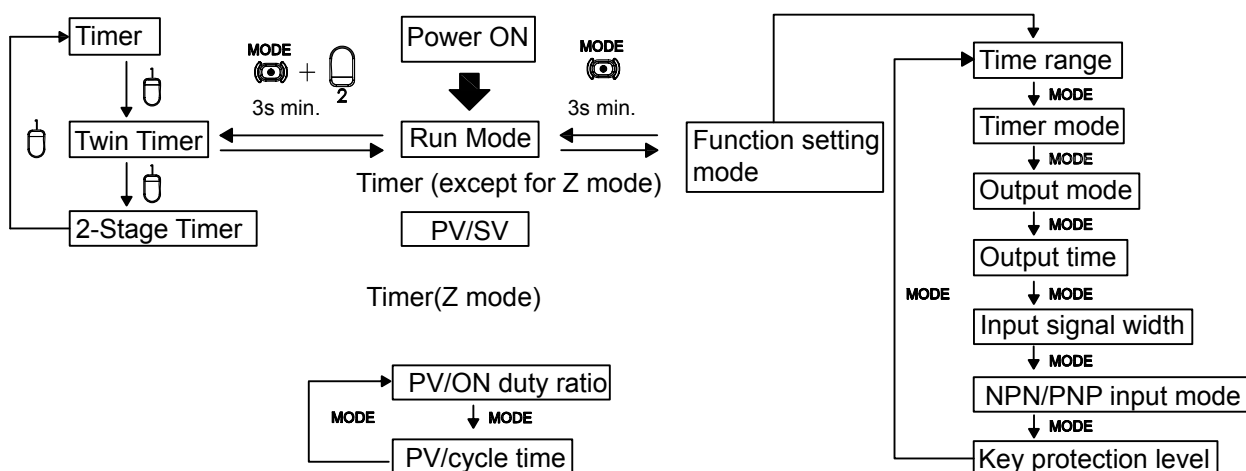 Timer
1
Twin Timer
1
1
2-Stage Timer
MODE
+
2
3s min.
Power ON
Run Mode
Timer (except for Z mode)
PV/SV
Timer(Z mode)
PV/ON duty ratio
MODE
MODE
PV/cycle time
MODE
3s min.
Function setting
mode
Time range
MODE
Timer mode
MODE
Output mode
MODE
Output time
MODE
MODE
Input signal width
MODE
NPN/PNP input mode
MODE
Key protection level